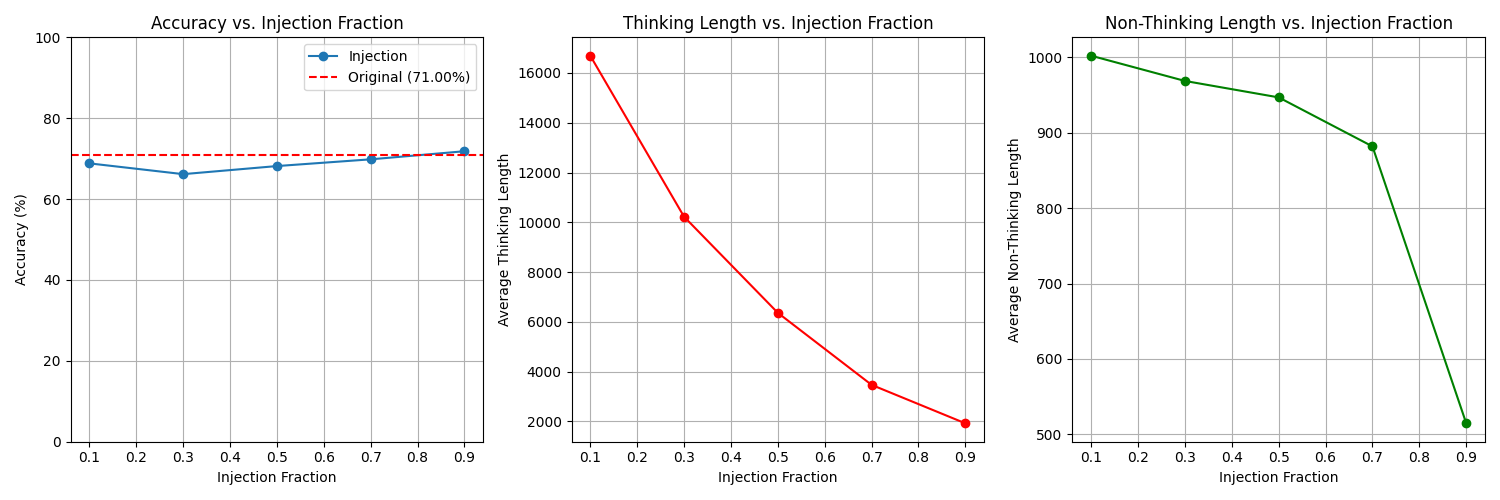 Accuracy vs. Injection Fraction
100
80
60
40
20
0
Accuracy (%)
Injection
Original (71.00%)
0.1 0.2 0.3 0.4 0.5 0.6 0.7 0.8 0.9
Injection Fraction
Thinking Length vs. Injection Fraction
16000
14000
12000
10000
8000
6000
4000
2000
Average Thinking Length
0.1 0.2 0.3 0.4 0.5 0.6 0.7 0.8 0.9
Injection Fraction
Non-Thinking Length vs. Injection Fraction
1000
900
800
700
600
500
Average Non-Thinking Length
0.1 0.2 0.3 0.4 0.5 0.6 0.7 0.8 0.9
Injection Fraction